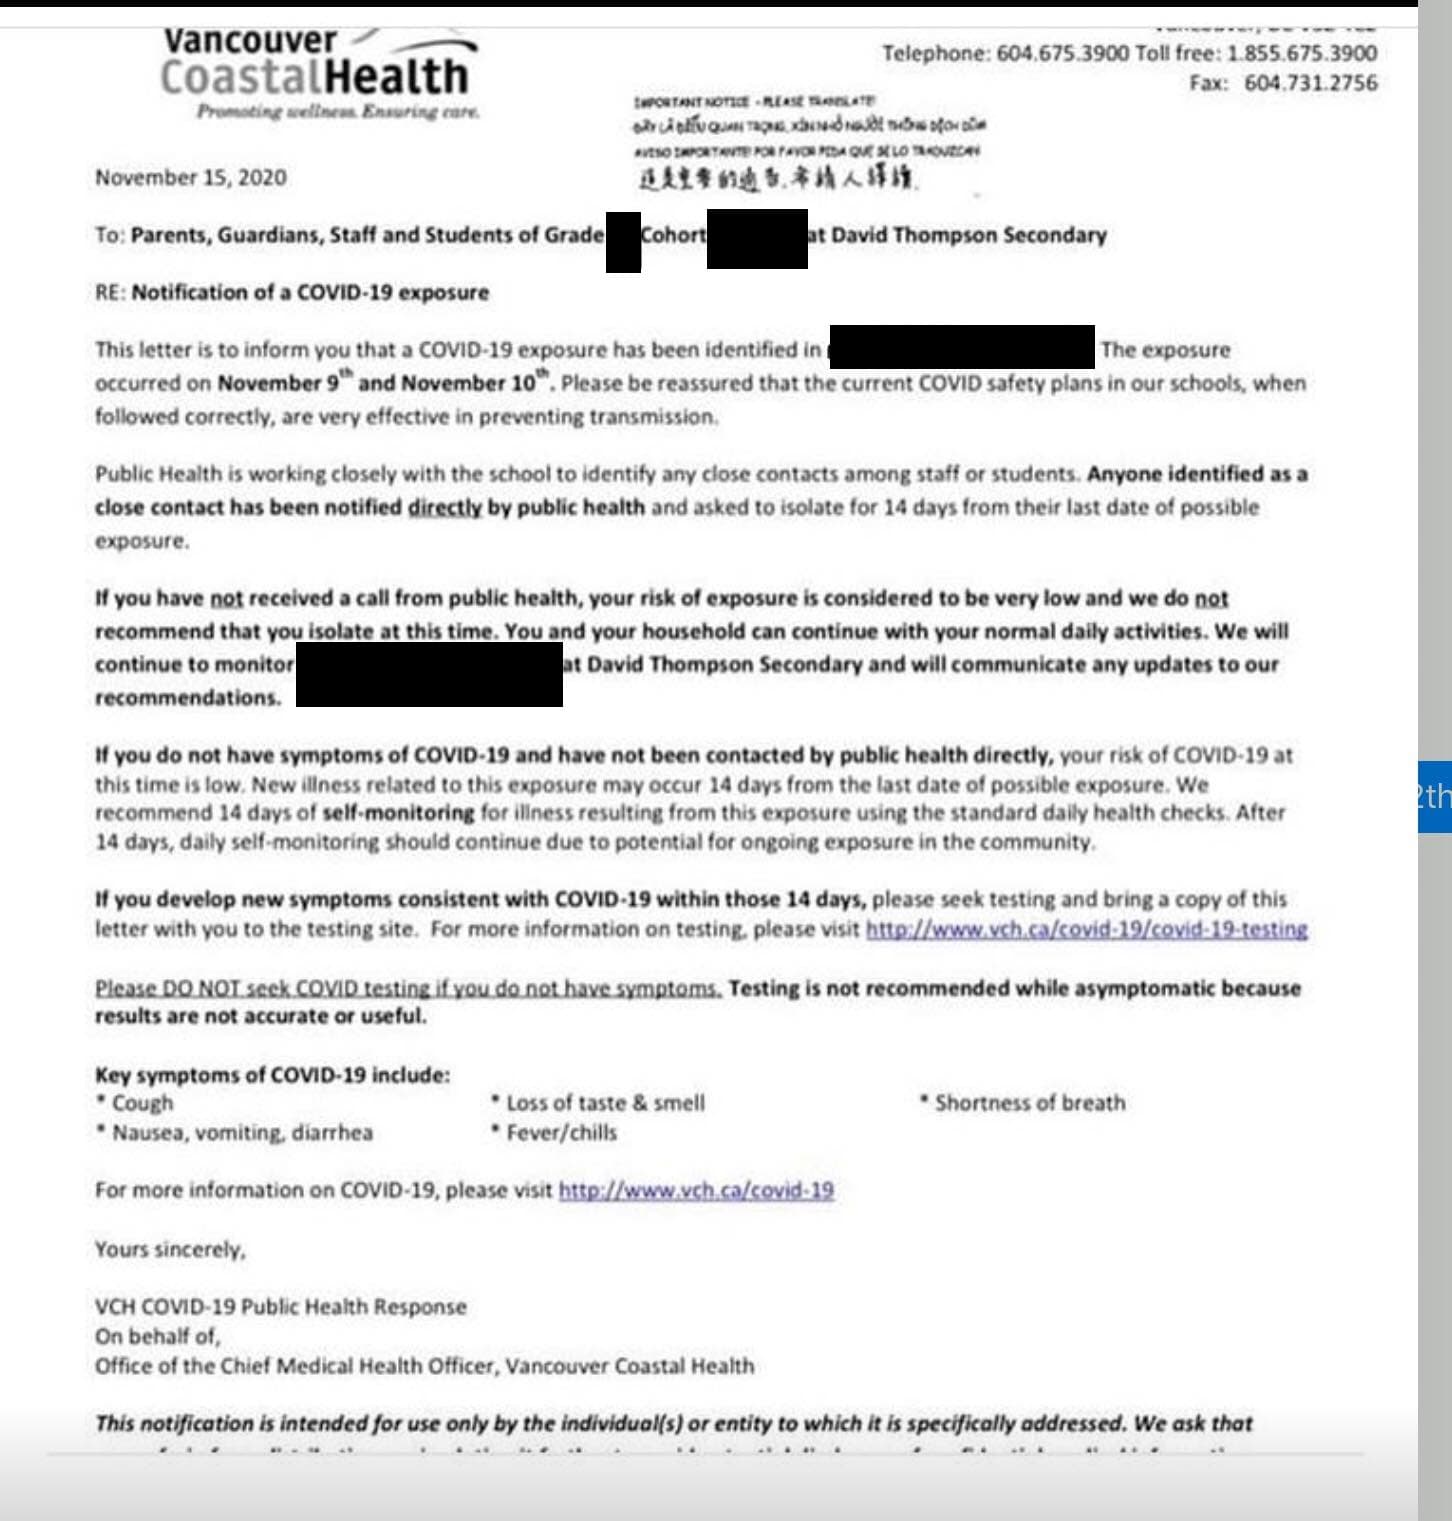 Vancouver
CoastalHealth
Promoting wellness. Ensuring care.
Telephone: 604.675.3900 Toll free: 1.855.675.3900
Fax: 604.731.2756
IMPORTANT NOTICE - PLEASE TRANSLATE!
ĐÂY LÀ ĐIỀU QUAN TRỌNG, XIN NHỜ NGƯỜI THÔNG DỊCH DÙM
AVISO IMPORTANTE! POR FAVOR PIDA QUE SE LO TRADUZCAN
這是重要的通告.希請人譯讀.
November 15, 2020
To: Parents, Guardians, Staff and Students of Grade Cohort at David Thompson Secondary
RE: Notification of a COVID-19 exposure
This letter is to inform you that a COVID-19 exposure has been identified in The exposure
occurred on November 9th and November 10th. Please be reassured that the current COVID safety plans in our schools, when
followed correctly, are very effective in preventing transmission.
Public Health is working closely with the school to identify any close contacts among staff or students. Anyone identified as a
close contact has been notified directly by public health and asked to isolate for 14 days from their last date of possible
exposure.
If you have not received a call from public health, your risk of exposure is considered to be very low and we do not
recommend that you isolate at this time. You and your household can continue with your normal daily activities. We will
continue to monitor at David Thompson Secondary and will communicate any updates to our
recommendations.
If you do not have symptoms of COVID-19 and have not been contacted by public health directly, your risk of COVID-19 at
this time is low. New illness related to this exposure may occur 14 days from the last date of possible exposure. We
recommend 14 days of self-monitoring for illness resulting from this exposure using the standard daily health checks. After
14 days, daily self-monitoring should continue due to potential for ongoing exposure in the community.
If you develop new symptoms consistent with COVID-19 within those 14 days, please seek testing and bring a copy of this
letter with you to the testing site. For more information on testing, please visit http://www.vch.ca/covid-19/covid-19-testing
Please DO NOT seek COVID testing if you do not have symptoms. Testing is not recommended while asymptomatic because
results are not accurate or useful.
Key symptoms of COVID-19 include:
* Cough * Loss of taste & smell * Shortness of breath
* Nausea, vomiting, diarrhea * Fever/chills
For more information on COVID-19, please visit http://www.vch.ca/covid-19
Yours sincerely,
VCH COVID-19 Public Health Response
On behalf of,
Office of the Chief Medical Health Officer, Vancouver Coastal Health
This notification is intended for use only by the individual(s) or entity to which it is specifically addressed. We ask that
2th